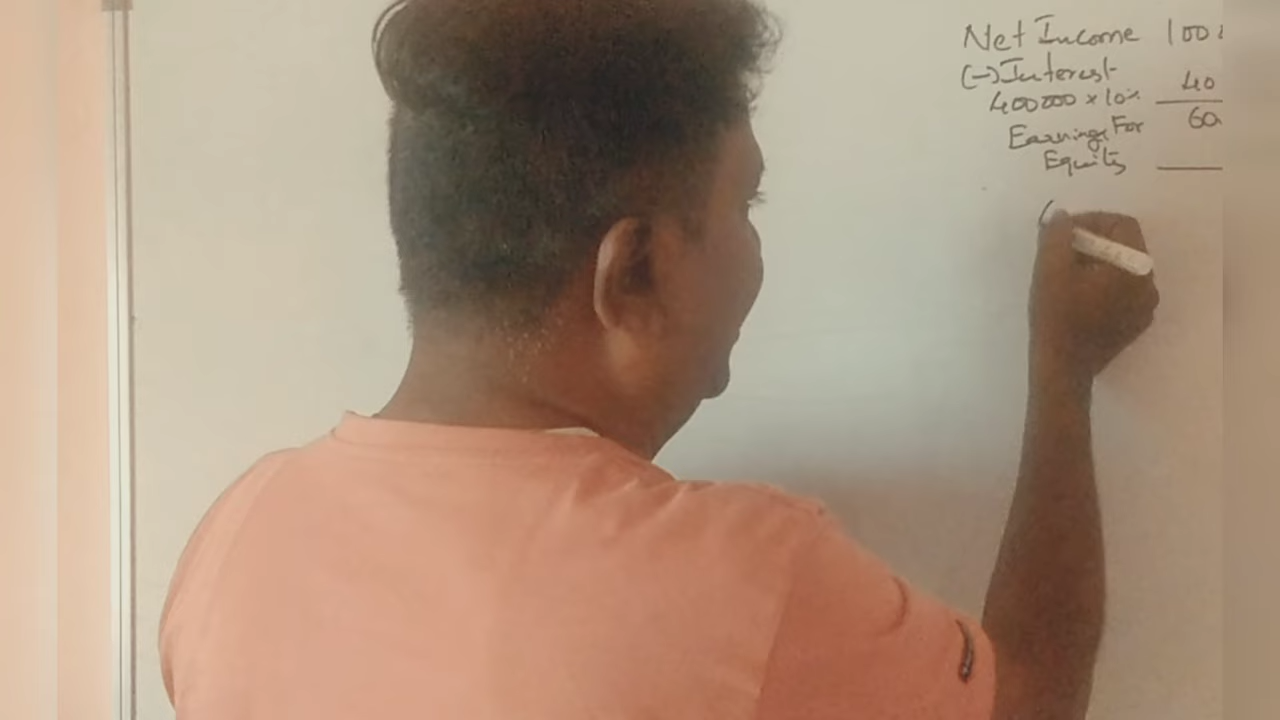 Net Income 100
(-) Interest
400000 × 10% 40
Earnings For 60
Equity
(